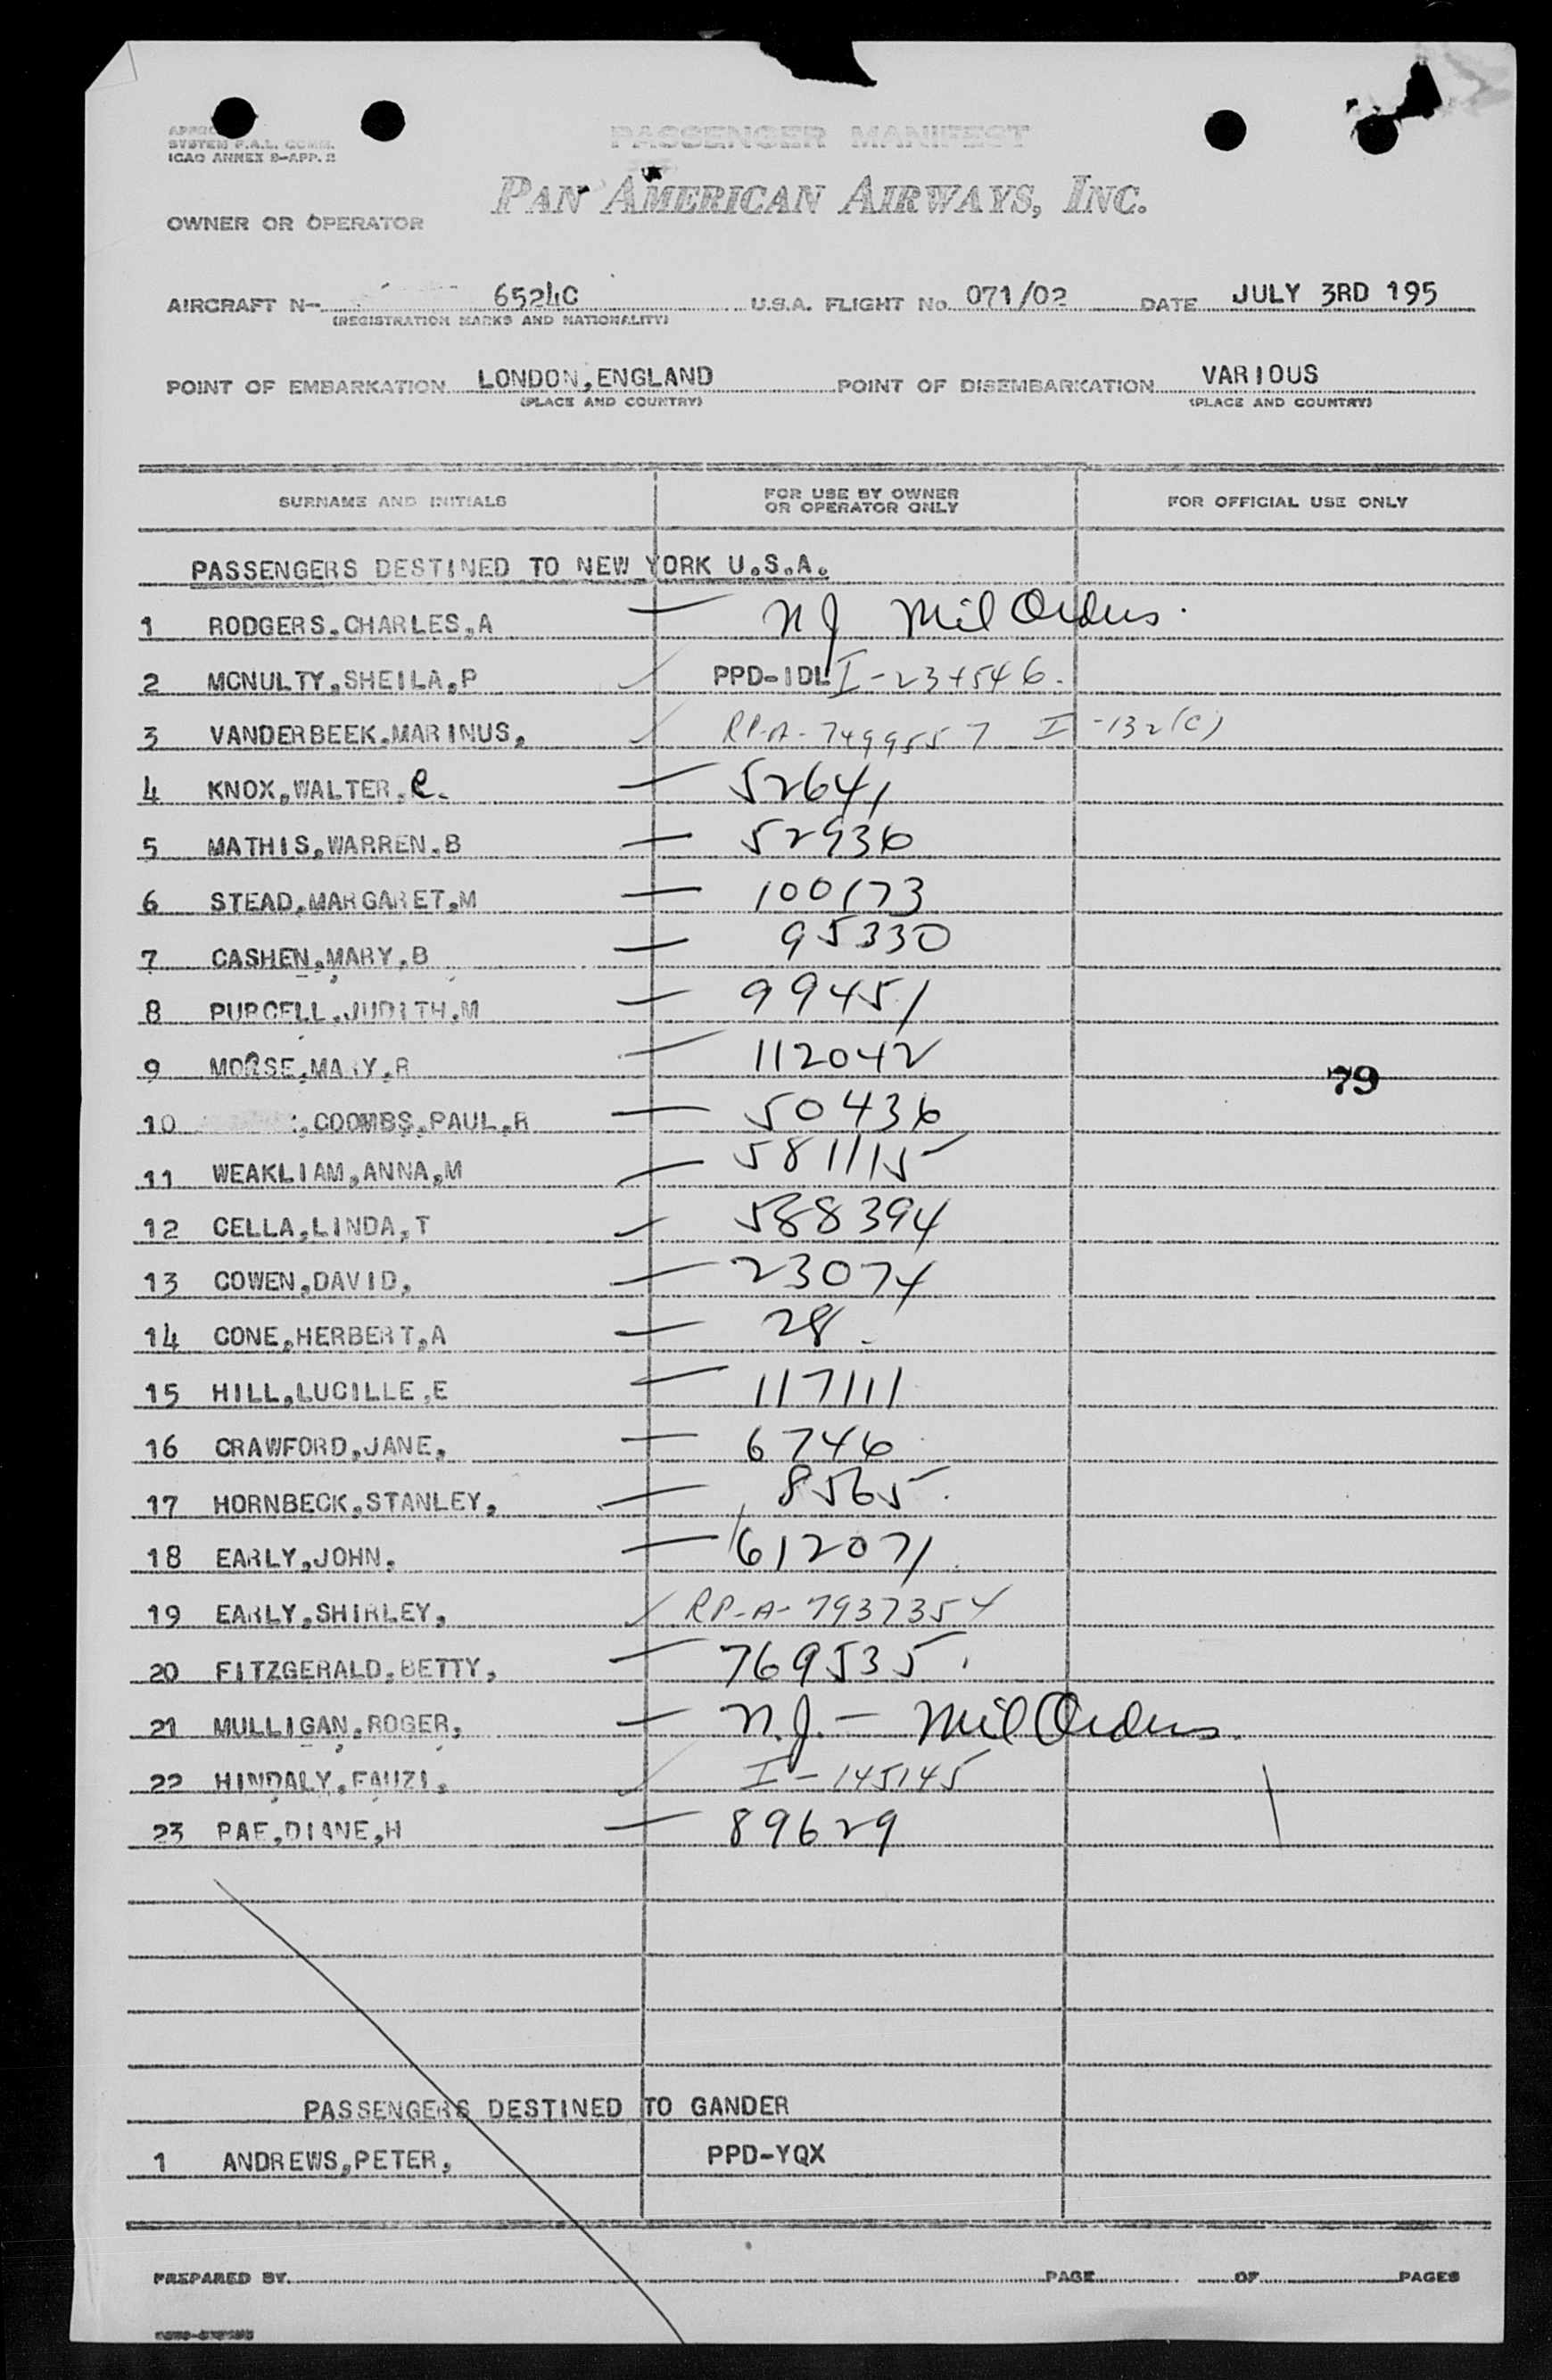 SYSTEM F.A.L. COMM.
ICAO ANNEX 9-APP. 2
PASSENGER MANIFEST
PAN AMERICAN AIRWAYS, INC.
OWNER OR OPERATOR
AIRCRAFT N- 6524C U.S.A. FLIGHT No. 071/02 DATE JULY 3RD 195
(REGISTRATION MARKS AND NATIONALITY)
POINT OF EMBARKATION LONDON, ENGLAND POINT OF DISEMBARKATION VARIOUS
(PLACE AND COUNTRY) (PLACE AND COUNTRY)
SURNAME AND INITIALS FOR USE BY OWNER OR OPERATOR ONLY FOR OFFICIAL USE ONLY
PASSENGERS DESTINED TO NEW YORK U.S.A.
1 RODGERS,CHARLES,A — NJ Mil Orders
2 MCNULTY,SHEILA,P ✓ PPD-IDL I-234546.
3 VANDERBEEK,MARINUS, ✓ RP-A-7499557 I-132(C)
4 KNOX,WALTER.C. — 52641
5 MATHIS,WARREN.B — 52936
6 STEAD,MARGARET,M — 100173
7 CASHEN,MARY,B — 95330
8 PURCELL,JUDITH,M — 99451
9 MORSE,MARY,R — 112042
79
10 ,COOMBS,PAUL,R — 50436
11 WEAKLIAM,ANNA,M — 581115
12 CELLA,LINDA,T — 588394
13 COWEN,DAVID, — 23074
14 CONE,HERBERT,A — 28
15 HILL,LUCILLE,E — 117111
16 CRAWFORD,JANE, — 6746
17 HORNBECK,STANLEY, — 8565
18 EARLY,JOHN, — 612071
19 EARLY,SHIRLEY, ✓ RP-A-7937354
20 FITZGERALD,BETTY, — 769535
21 MULLIGAN,ROGER, — N.J. - Mil Orders
22 HINDALY,FAUZI, ✓ I-145145
23 RAE,DIANE,H — 89629
PASSENGERS DESTINED TO GANDER
1 ANDREWS,PETER, PPD-YQX
PREPARED BY PAGE OF PAGES